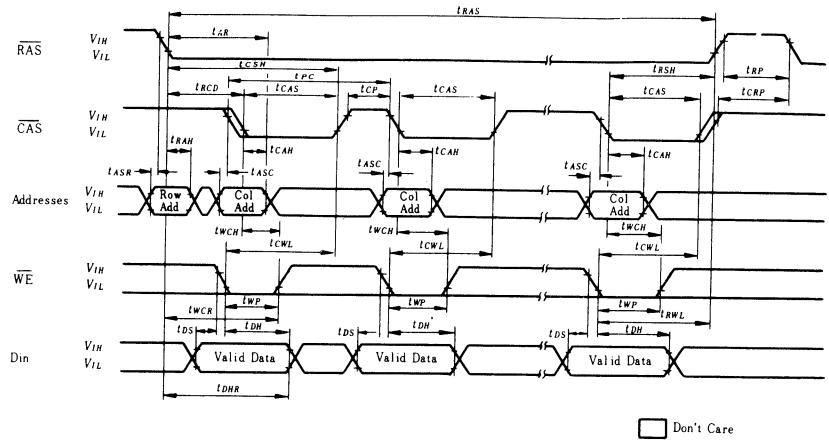 tRAS
tAR
VIH
VIL
RAS
tCSH
tPC
tRSH
tRP
tRCD
tCAS
tCP
tCAS
tCAS
tCRP
VIH
VIL
CAS
tRAH
tCAH
tCAH
tCAH
tASR
tASC
tASC
tASC
Addresses
VIH
VIL
Row Add
Col Add
Col Add
Col Add
tWCH
tWCH
tWCH
tCWL
tCWL
tCWL
WE
VIH
VIL
tWP
tWP
tWP
tWCR
tRWL
tDS
tDH
tDS
tDH
tDS
tDH
Din
VIH
VIL
Valid Data
Valid Data
Valid Data
tDHR
Don't Care